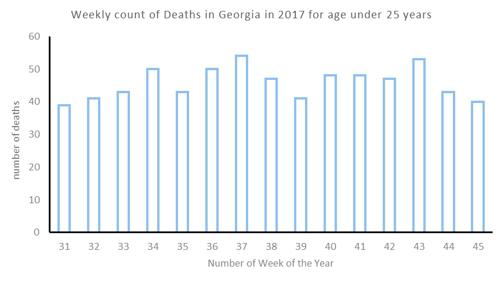 Weekly count of Deaths in Georgia in 2017 for age under 25 years
number of deaths
60
50
40
30
20
10
0
31 32 33 34 35 36 37 38 39 40 41 42 43 44 45
Number of Week of the Year